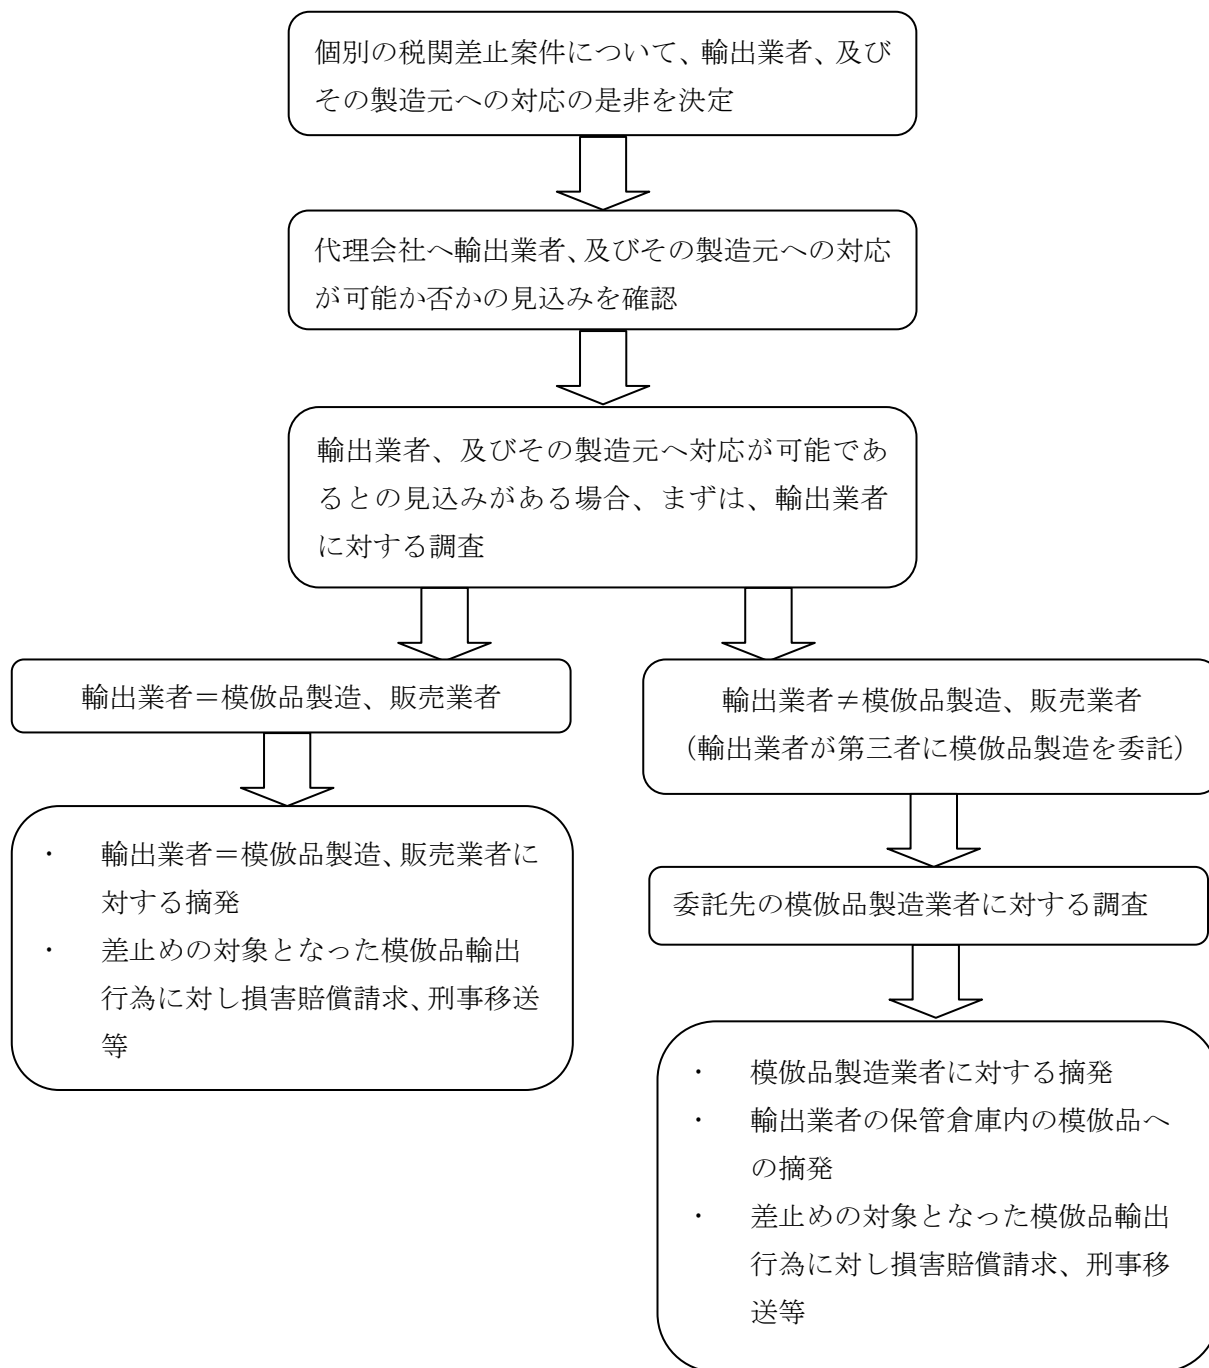 個別の税関差止案件について、輸出業者、及び
その製造元への対応の是非を決定
代理会社へ輸出業者、及びその製造元への対応
が可能か否かの見込みを確認
輸出業者、及びその製造元へ対応が可能であ
るとの見込みがある場合、まずは、輸出業者
に対する調査
輸出業者＝模倣品製造、販売業者
・ 輸出業者＝模倣品製造、販売業者に
対する摘発
・ 差止めの対象となった模倣品輸出
行為に対し損害賠償請求、刑事移送
等
輸出業者≠模倣品製造、販売業者
（輸出業者が第三者に模倣品製造を委託）
委託先の模倣品製造業者に対する調査
・ 模倣品製造業者に対する摘発
・ 輸出業者の保管倉庫内の模倣品へ
の摘発
・ 差止めの対象となった模倣品輸出
行為に対し損害賠償請求、刑事移
送等